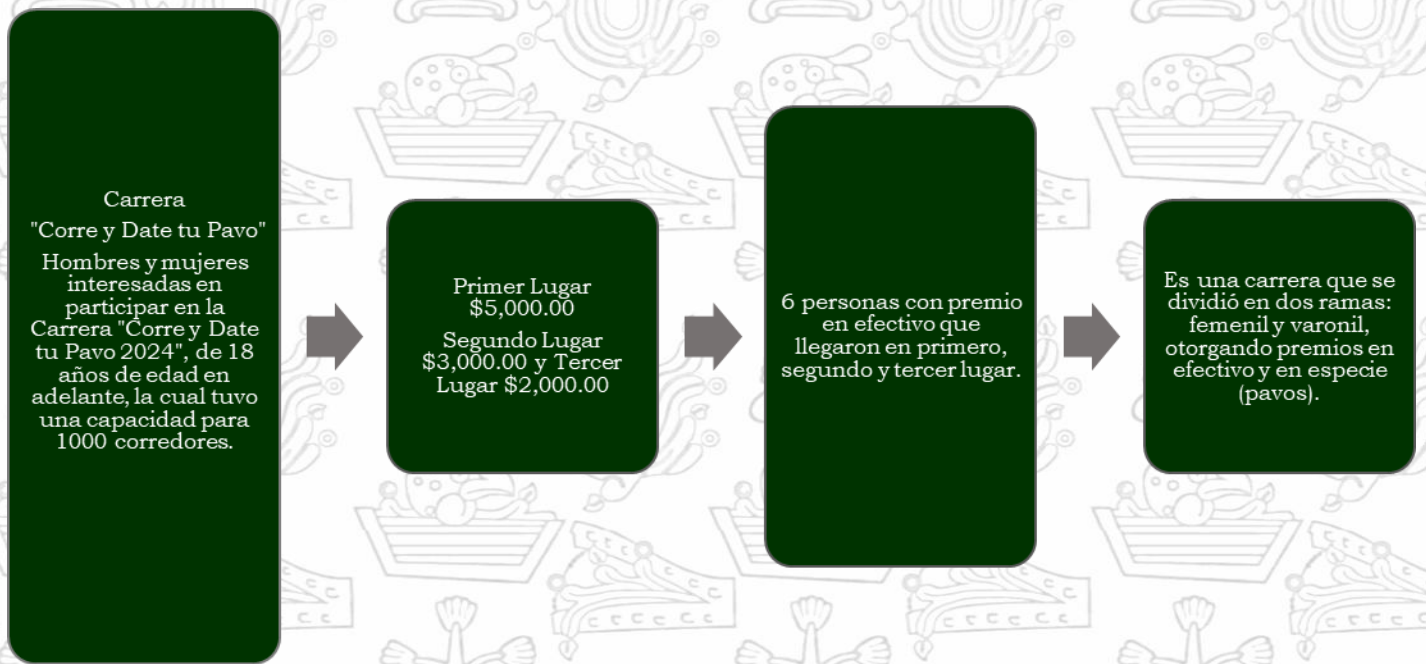 Carrera
"Corre y Date tu Pavo"
Hombres y mujeres
interesadas en
participar en la
Carrera "Corre y Date
tu Pavo 2024", de 18
años de edad en
adelante, la cual tuvo
una capacidad para
1000 corredores.
Primer Lugar
$5,000.00
Segundo Lugar
$3,000.00 y Tercer
Lugar $2,000.00
6 personas con premio
en efectivo que
llegaron en primero,
segundo y tercer lugar.
Es una carrera que se
dividió en dos ramas:
femenil y varonil,
otorgando premios en
efectivo y en especie
(pavos).